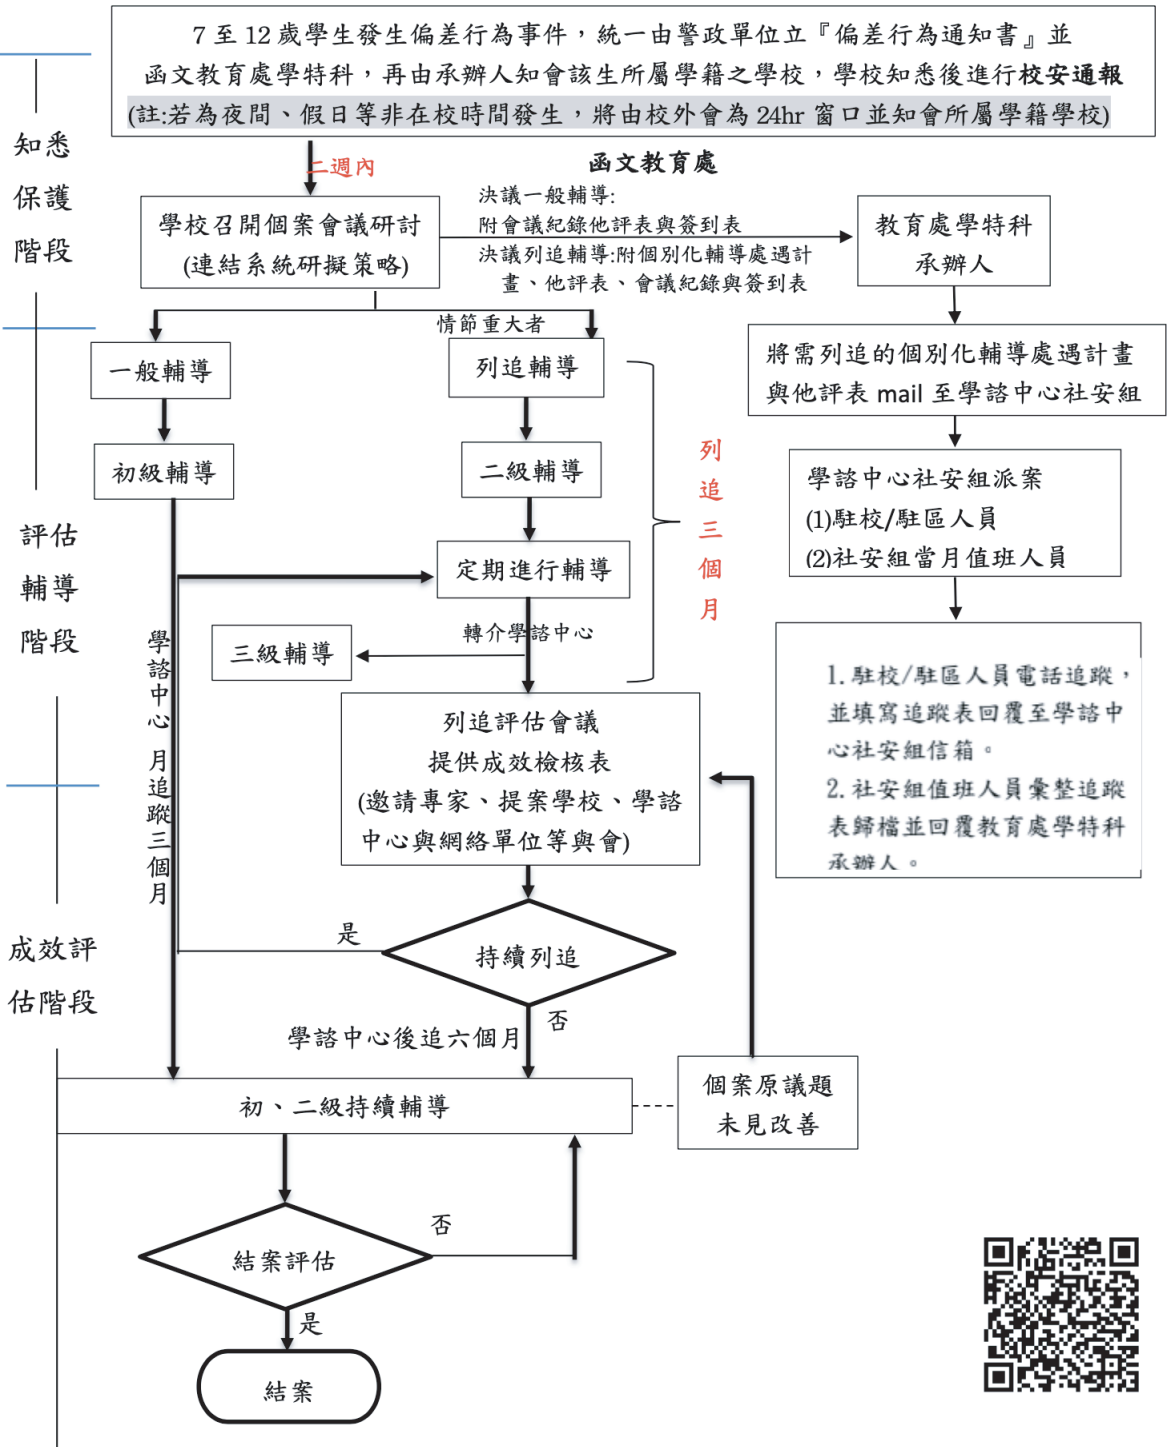 7 至 12 歲學生發生偏差行為事件，統一由警政單位立『偏差行為通知書』並
函文教育處學特科，再由承辦人知會該生所屬學籍之學校，學校知悉後進行校安通報
(註:若為夜間、假日等非在校時間發生，將由校外會為 24hr 窗口並知會所屬學籍學校)
知悉
保護
階段
二週內
函文教育處
學校召開個案會議研討
(連結系統研擬策略)
決議一般輔導:
附會議紀錄他評表與簽到表
決議列追輔導:附個別化輔導處遇計
畫、他評表、會議紀錄與簽到表
教育處學特科
承辦人
情節重大者
一般輔導
列追輔導
將需列追的個別化輔導處遇計畫
與他評表 mail 至學諮中心社安組
初級輔導
二級輔導
列追三個月
學諮中心社安組派案
(1)駐校/駐區人員
(2)社安組當月值班人員
評估
輔導
階段
定期進行輔導
轉介學諮中心
三級輔導
學諮中心 月追蹤三個月
1. 駐校/駐區人員電話追蹤，
並填寫追蹤表回覆至學諮中
心社安組信箱。
2. 社安組值班人員彙整追蹤
表歸檔並回覆教育處學特科
承辦人。
列追評估會議
提供成效檢核表
(邀請專家、提案學校、學諮
中心與網絡單位等與會)
成效評
估階段
是
持續列追
否
學諮中心後追六個月
初、二級持續輔導
個案原議題
未見改善
結案評估
否
是
結案